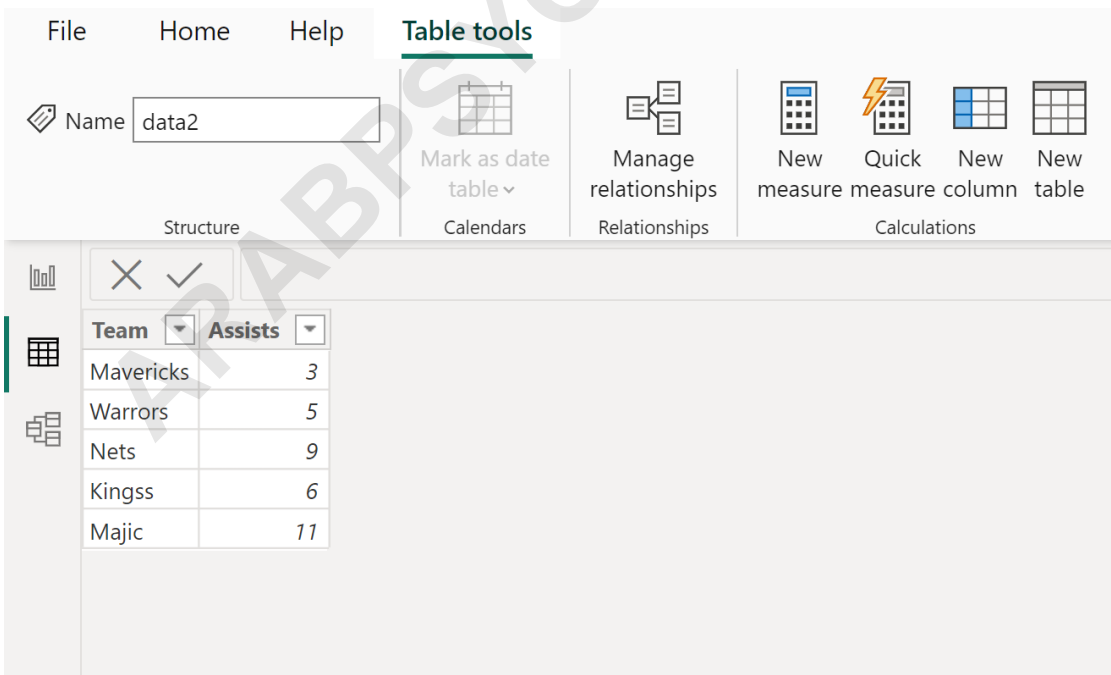 File Home Help Table tools
Name data2
Mark as date table
Manage relationships
New measure
Quick measure
New column
New table
Structure Calendars Relationships Calculations
Team Assists
Mavericks 3
Warrors 5
Nets 9
Kingss 6
Majic 11
ARABPSYC